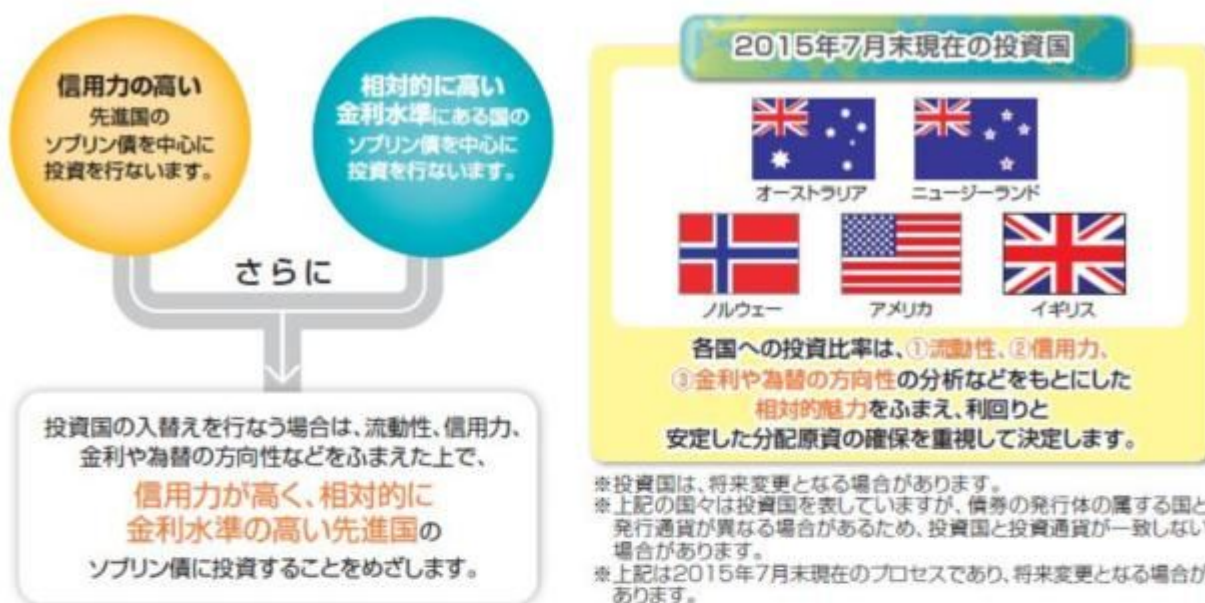 信用力の高い
先進国の
ソブリン債を中心に
投資を行ないます。
相対的に高い
金利水準にある国の
ソブリン債を中心に
投資を行ないます。
さらに
投資国の入替えを行なう場合は、流動性、信用力、
金利や為替の方向性などをふまえた上で、
信用力が高く、相対的に
金利水準の高い先進国の
ソブリン債に投資することをめざします。
2015年7月末現在の投資国
オーストラリア
ニュージーランド
ノルウェー
アメリカ
イギリス
各国への投資比率は、①流動性、②信用力、
③金利や為替の方向性の分析などをもとにした
相対的魅力をふまえ、利回りと
安定した分配原資の確保を重視して決定します。
※投資国は、将来変更となる場合があります。
※上記の国々は投資国を表していますが、債券の発行体の属する国と
発行通貨が異なる場合があるため、投資国と投資通貨が一致しない
場合があります。
※上記は2015年7月末現在のプロセスであり、将来変更となる場合が
あります。